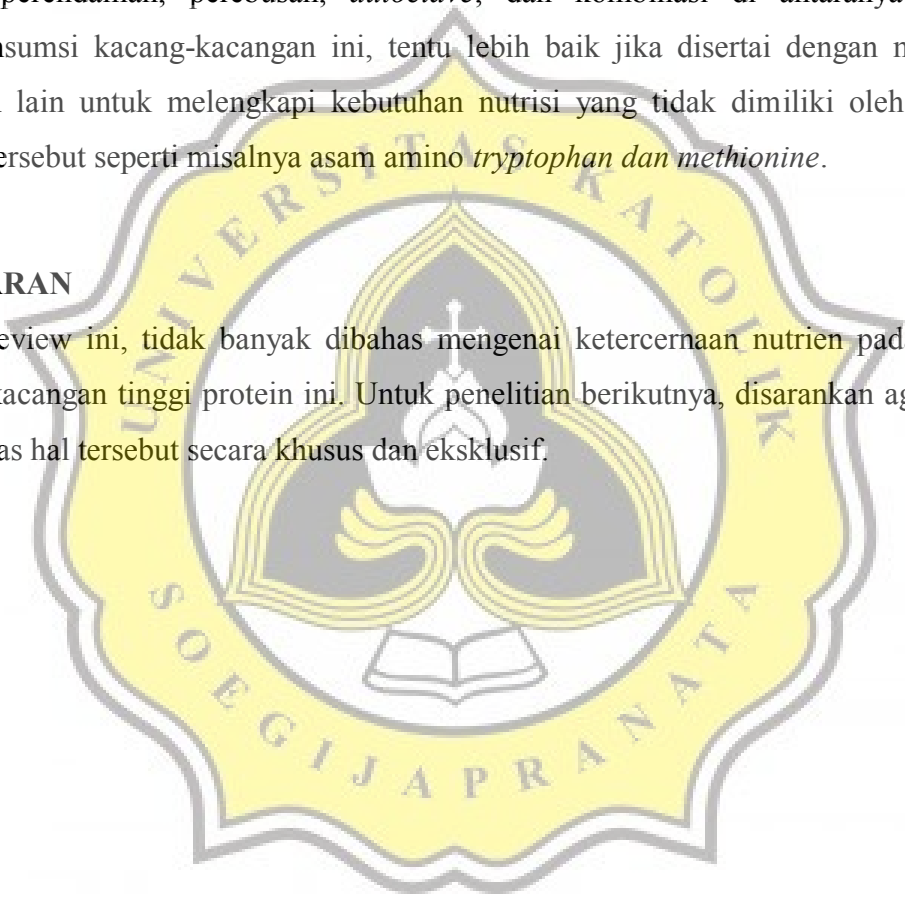 perendaman, perebusan, autoclave, dan kombinasi di antaranya
nsumsi kacang-kacangan ini, tentu lebih baik jika disertai dengan m
lain untuk melengkapi kebutuhan nutrisi yang tidak dimiliki oleh
ersebut seperti misalnya asam amino tryptophan dan methionine.
ARAN
eview ini, tidak banyak dibahas mengenai ketercernaan nutrien pad
kacangan tinggi protein ini. Untuk penelitian berikutnya, disarankan ag
as hal tersebut secara khusus dan eksklusif.
UNIVERSITAS KATOLIK
SOEGIJAPRANATA